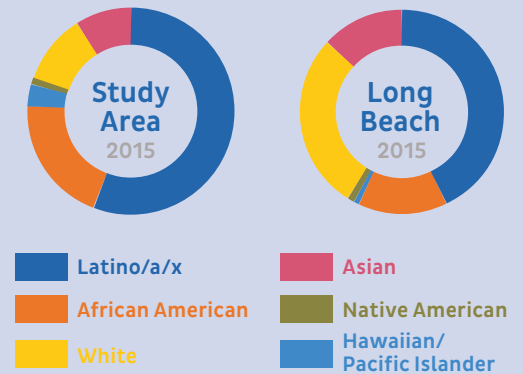 Study
Area
2015
Long
Beach
2015
Latino/a/x
African American
White
Asian
Native American
Hawaiian/
Pacific Islander